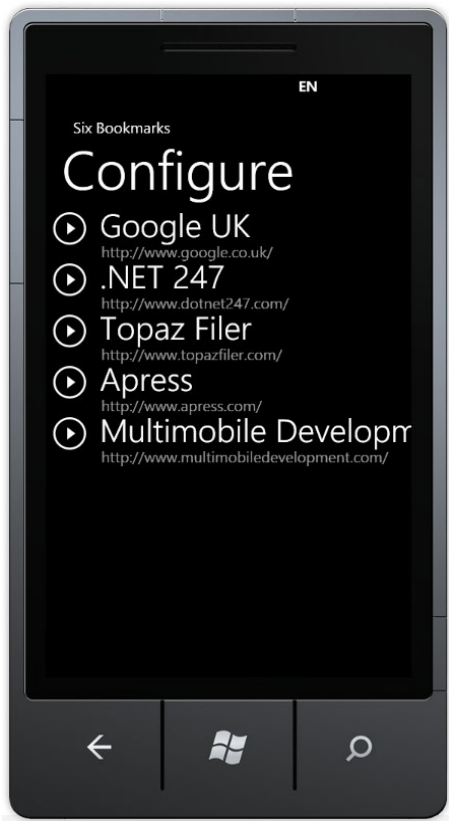 EN
Six Bookmarks
Configure
Google UK
http://www.google.co.uk/
.NET 247
http://www.dotnet247.com/
Topaz Filer
http://www.topazfiler.com/
Apress
http://www.apress.com/
Multimobile Developm
http://www.multimobiledevelopment.com/